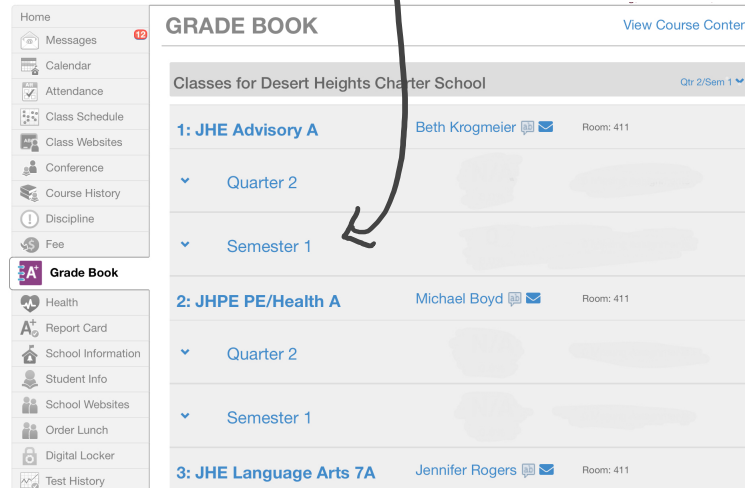 Home
Messages
12
Calendar
Attendance
Class Schedule
Class Websites
Conference
Course History
Discipline
Fee
A+ Grade Book
Health
Report Card
School Information
Student Info
School Websites
Order Lunch
Digital Locker
Test History
GRADE BOOK
View Course Conten
Classes for Desert Heights Charter School
Qtr 2/Sem 1
1: JHE Advisory A
Beth Krogmeier
Room: 411
Quarter 2
Semester 1
2: JHPE PE/Health A
Michael Boyd
Room: 411
Quarter 2
Semester 1
3: JHE Language Arts 7A
Jennifer Rogers
Room: 411